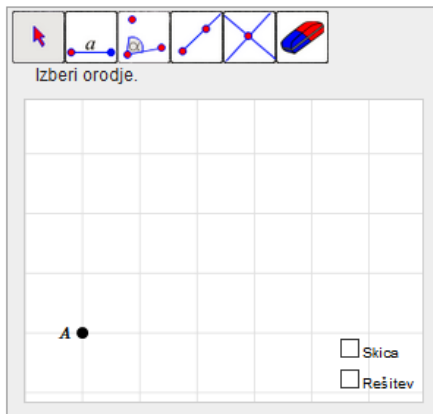 a
α
Izberi orodje.
A
Skica
Rešitev